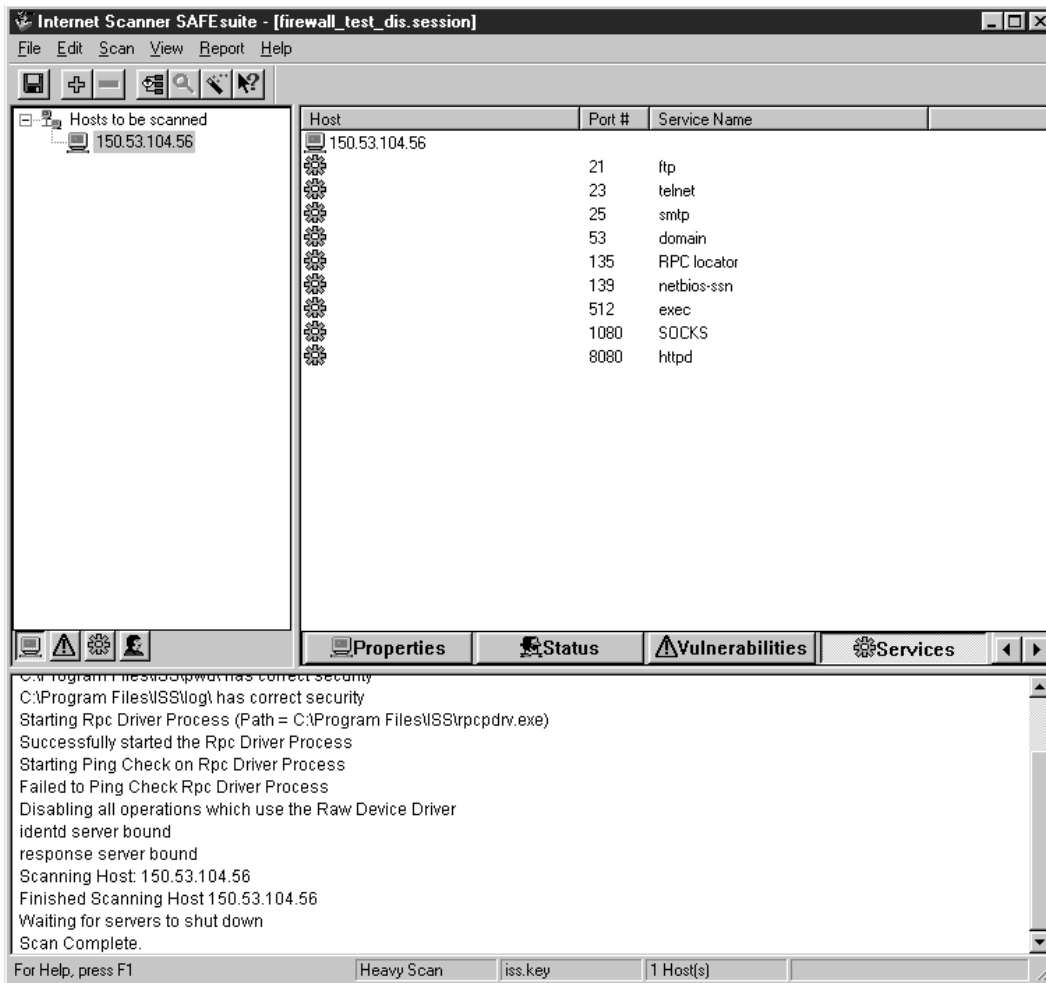 Internet Scanner SAFEsuite - [firewall_test_dis.session]
File Edit Scan View Report Help
Hosts to be scanned
150.53.104.56
Host Port # Service Name
150.53.104.56
21 ftp
23 telnet
25 smtp
53 domain
135 RPC locator
139 netbios-ssn
512 exec
1080 SOCKS
8080 httpd
Properties Status Vulnerabilities Services
C:\Program Files\ISS\pwd\ has correct security
C:\Program Files\ISS\log\ has correct security
Starting Rpc Driver Process (Path = C:\Program Files\ISS\rpcpdrv.exe)
Successfully started the Rpc Driver Process
Starting Ping Check on Rpc Driver Process
Failed to Ping Check Rpc Driver Process
Disabling all operations which use the Raw Device Driver
identd server bound
response server bound
Scanning Host: 150.53.104.56
Finished Scanning Host 150.53.104.56
Waiting for servers to shut down
Scan Complete.
For Help, press F1 Heavy Scan iss.key 1 Host(s)